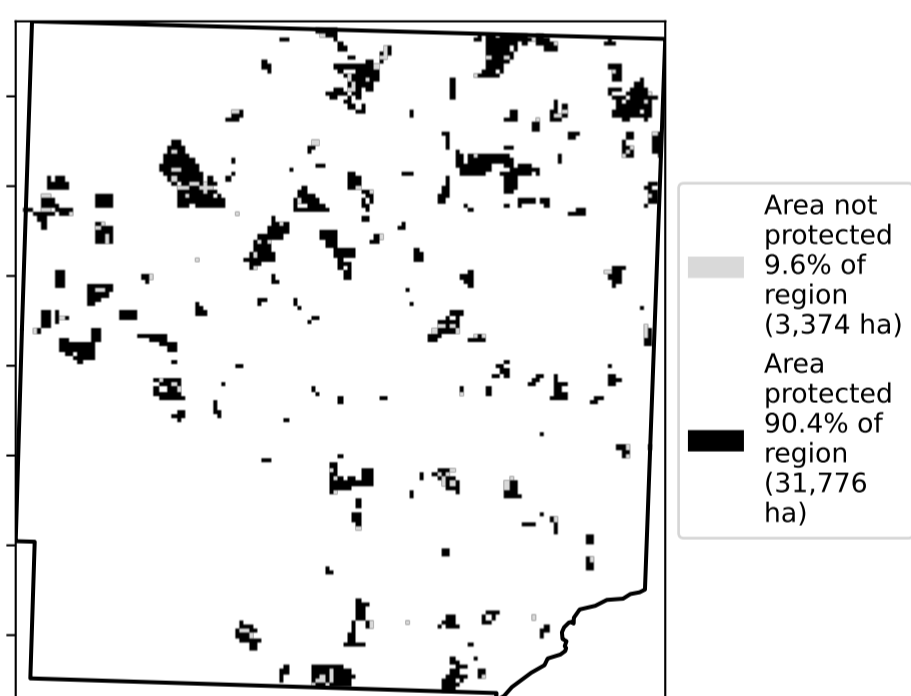 Area not
protected
9.6% of
region
(3,374 ha)
Area
protected
90.4% of
region
(31,776
ha)